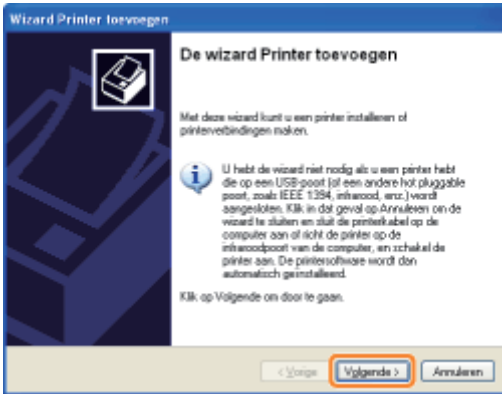 Wizard Printer toevoegen
De wizard Printer toevoegen
Met deze wizard kunt u een printer installeren of
printerverbindingen maken.
U hebt de wizard niet nodig als u een printer hebt
die op een USB-poort (of een andere hot pluggable
poort, zoals IEEE 1394, infrarood, enz.) wordt
aangesloten. Klik in dat geval op Annuleren om de
wizard te sluiten en sluit de printerkabel op de
computer aan of richt de printer op de
infraroodpoort van de computer, en schakel de
printer aan. De printersoftware wordt dan
automatisch geïnstalleerd.
Klik op Volgende om door te gaan.
< Vorige Volgende > Annuleren